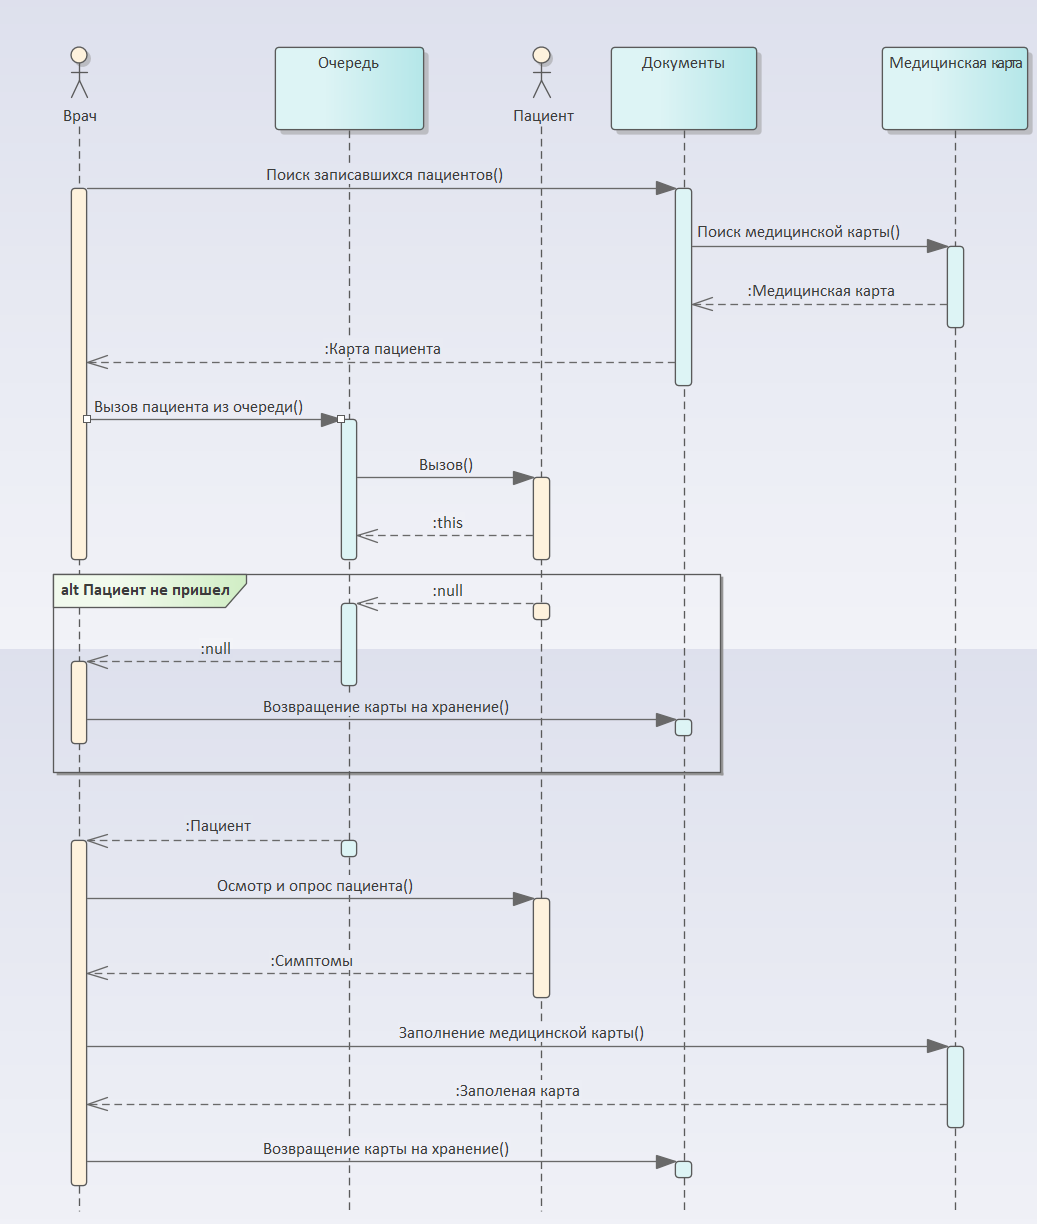 Очередь
Документы
Медицинская карта
Врач
Пациент
Поиск записавшихся пациентов()
Поиск медицинской карты()
:Медицинская карта
:Карта пациента
Вызов пациента из очереди()
Вызов()
:this
alt Пациент не пришел
:null
:null
Возвращение карты на хранение()
:Пациент
Осмотр и опрос пациента()
:Симптомы
Заполнение медицинской карты()
:Заполеная карта
Возвращение карты на хранение()